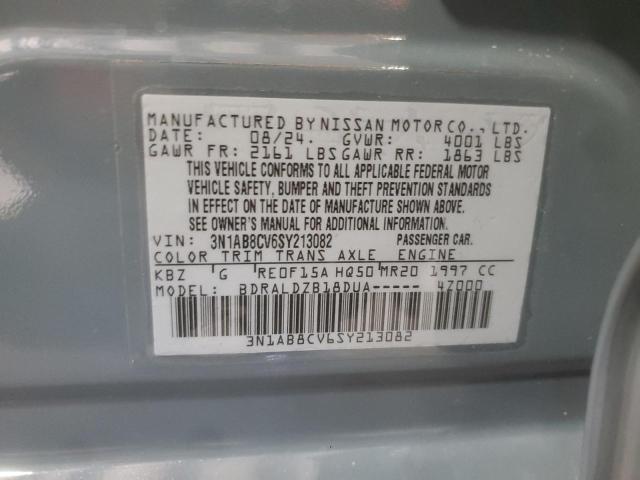 MANUFACTURED BY NISSAN MOTOR CO., LTD.
DATE: 08/24. GVWR: 4001 LBS
GAWR FR: 2161 LBS GAWR RR: 1863 LBS
THIS VEHICLE CONFORMS TO ALL APPLICABLE FEDERAL MOTOR
VEHICLE SAFETY, BUMPER AND THEFT PREVENTION STANDARDS
IN EFFECT ON THE DATE OF MANUFACTURE SHOWN ABOVE.
SEE OWNER'S MANUAL FOR ADDITIONAL INFORMATION.
VIN: 3N1AB8CV6SY213082 PASSENGER CAR.
COLOR TRIM TRANS AXLE ENGINE
KBZ G RE0F15A HQ50 MR20 1997 CC
MODEL: BDRALDZB18DUA----- 4Z000
3N1AB8CV6SY213082